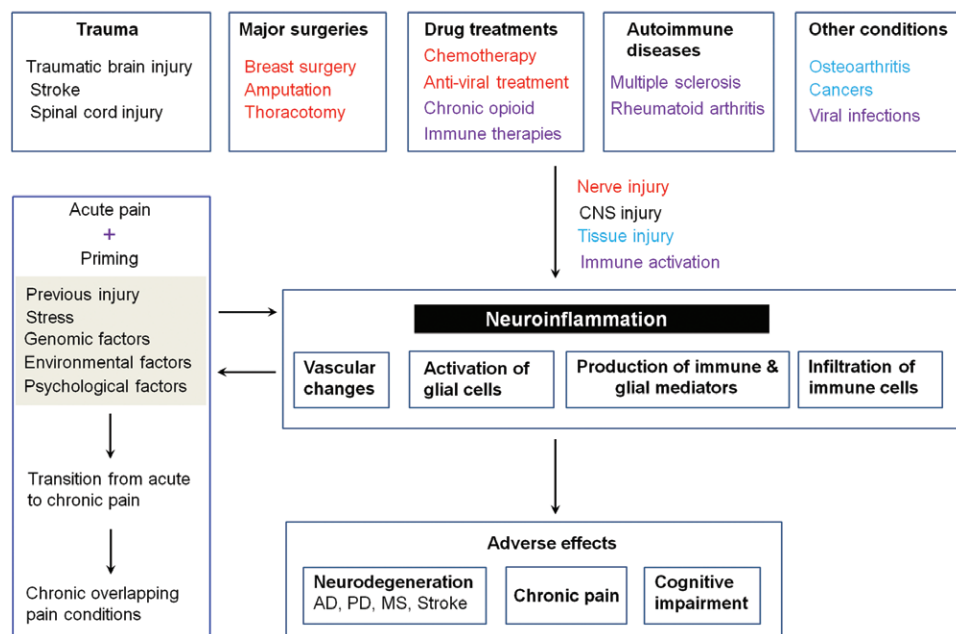 Trauma
Traumatic brain injury
Stroke
Spinal cord injury
Major surgeries
Breast surgery
Amputation
Thoracotomy
Drug treatments
Chemotherapy
Anti-viral treatment
Chronic opioid
Immune therapies
Autoimmune
diseases
Multiple sclerosis
Rheumatoid arthritis
Other conditions
Osteoarthritis
Cancers
Viral infections
Nerve injury
CNS injury
Tissue injury
Immune activation
Acute pain
+
Priming
Previous injury
Stress
Genomic factors
Environmental factors
Psychological factors
Transition from acute
to chronic pain
Chronic overlapping
pain conditions
Neuroinflammation
Vascular
changes
Activation of
glial cells
Production of immune &
glial mediators
Infiltration of
immune cells
Adverse effects
Neurodegeneration
AD, PD, MS, Stroke
Chronic pain
Cognitive
impairment